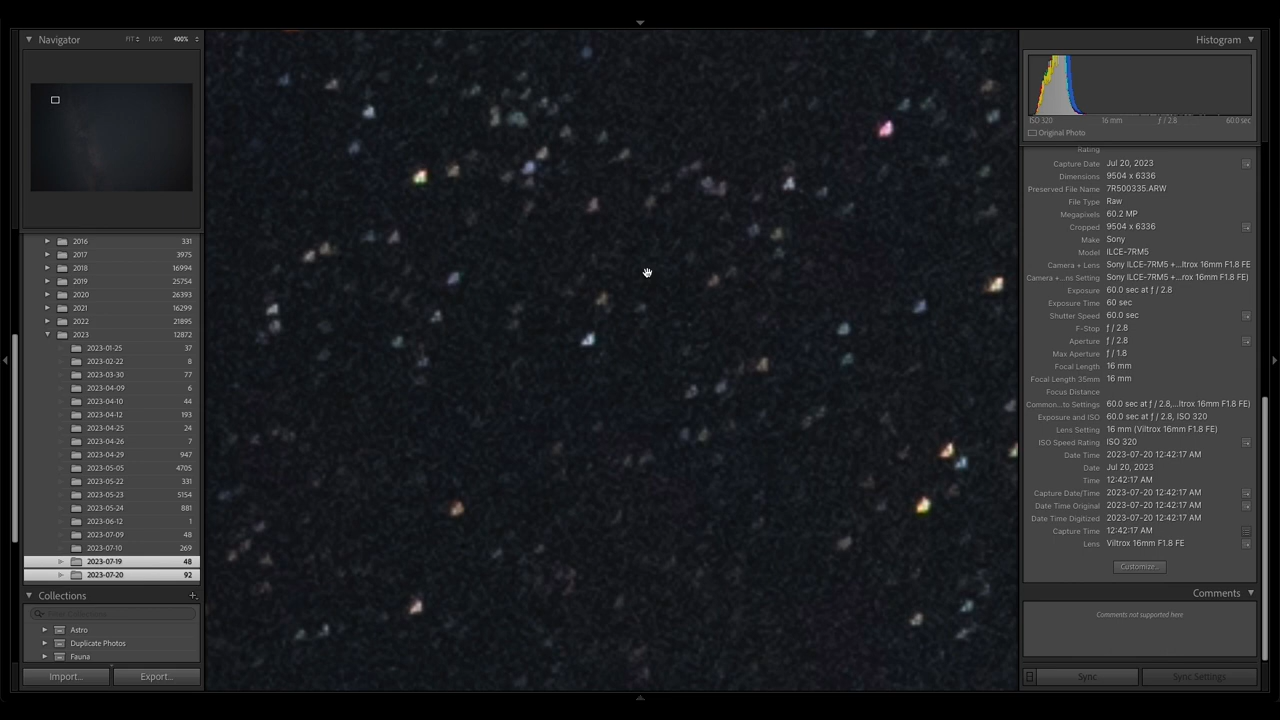 Navigator
FIT
100%
400%
2016 331
2017 3975
2018 16994
2019 25754
2020 26393
2021 16299
2022 21895
2023 12872
2023-01-25 37
2023-02-22 8
2023-03-30 77
2023-04-09 6
2023-04-10 44
2023-04-12 193
2023-04-25 24
2023-04-26 7
2023-04-29 947
2023-05-05 4705
2023-05-22 331
2023-05-23 5154
2023-05-24 881
2023-06-12 1
2023-07-09 48
2023-07-10 269
2023-07-19 48
2023-07-20 92
Collections
Astro
Duplicate Photos
Fauna
Import...
Export...
Histogram
ISO 320 16 mm ƒ / 2.8 60.0 sec
Original Photo
Rating
Capture Date Jul 20, 2023
Dimensions 9504 x 6336
Preserved File Name 7R500335.ARW
File Type Raw
Megapixels 60.2 MP
Cropped 9504 x 6336
Make Sony
Model ILCE-7RM5
Camera + Lens Sony ILCE-7RM5 +...ltrox 16mm F1.8 FE
Camera +...ns Setting Sony ILCE-7RM5 +...rox 16mm F1.8 FE)
Exposure 60.0 sec at ƒ / 2.8
Exposure Time 60 sec
Shutter Speed 60.0 sec
F-Stop ƒ / 2.8
Aperture ƒ / 2.8
Max Aperture ƒ / 1.8
Focal Length 16 mm
Focal Length 35mm 16 mm
Focus Distance
Common...to Settings 60.0 sec at ƒ / 2.8,...ltrox 16mm F1.8 FE)
Exposure and ISO 60.0 sec at ƒ / 2.8, ISO 320
Lens Setting 16 mm (Viltrox 16mm F1.8 FE)
ISO Speed Rating ISO 320
Date Time 2023-07-20 12:42:17 AM
Date Jul 20, 2023
Time 12:42:17 AM
Capture Date/Time 2023-07-20 12:42:17 AM
Date Time Original 2023-07-20 12:42:17 AM
Date Time Digitized 2023-07-20 12:42:17 AM
Capture Time 12:42:17 AM
Lens Viltrox 16mm F1.8 FE
Customize...
Comments
Comments not supported here
Sync
Sync Settings